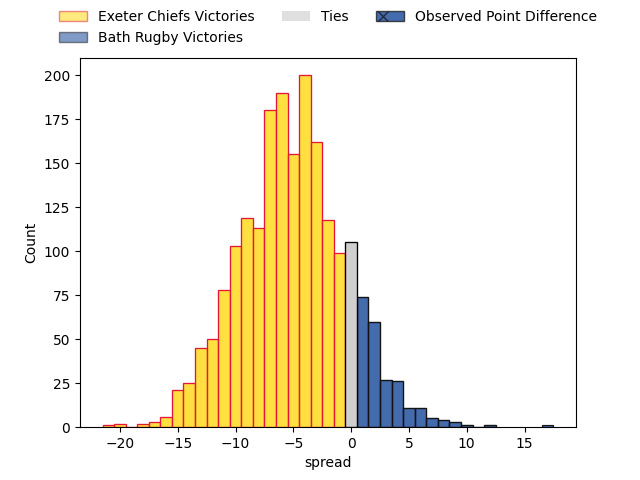 Exeter Chiefs Victories
Bath Rugby Victories
Ties
Observed Point Difference
200
175
150
125
100
75
50
25
0
Count
−20 −15 −10 −5 0 5 10 15
spread